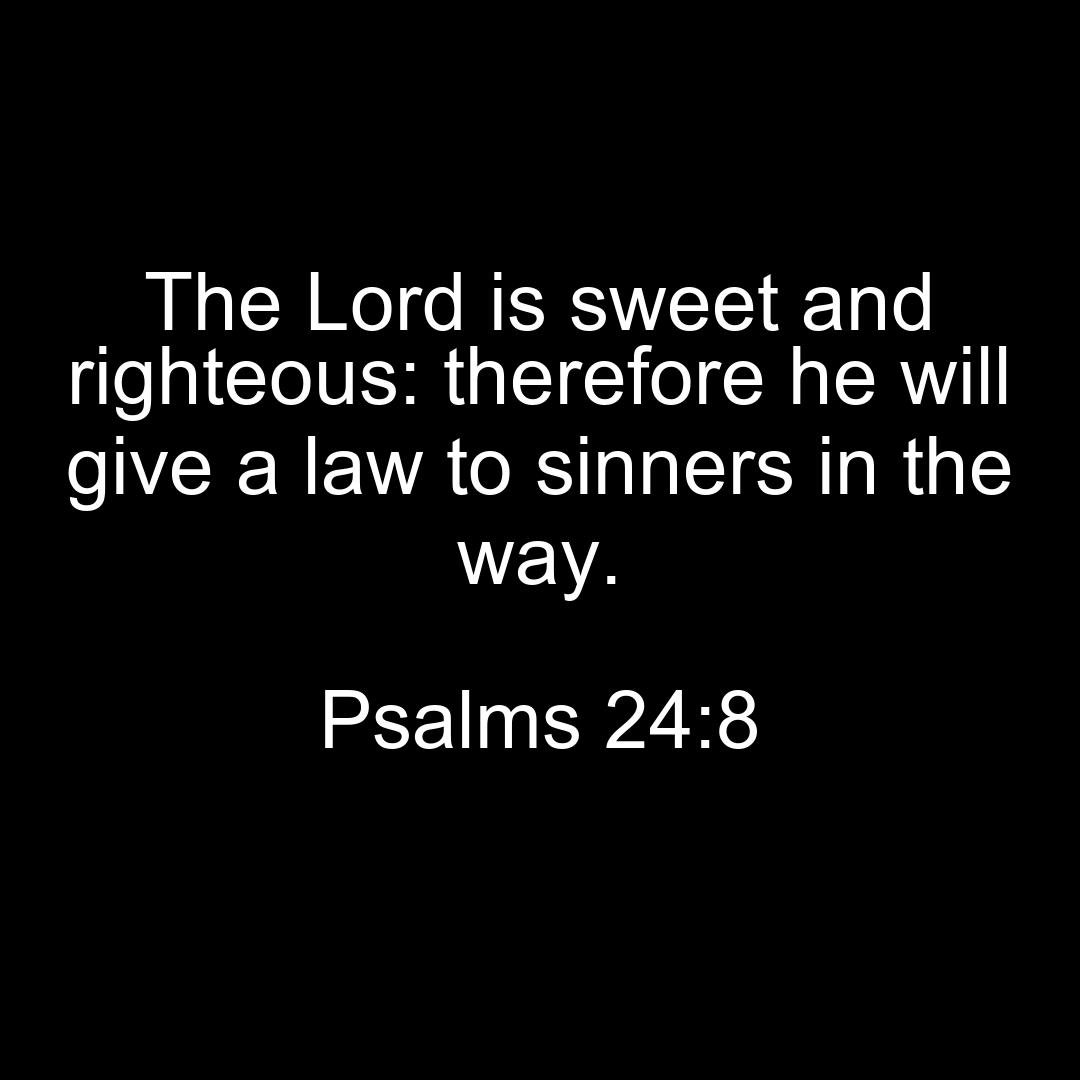 The Lord is sweet and
righteous: therefore he will
give a law to sinners in the
way.
Psalms 24:8